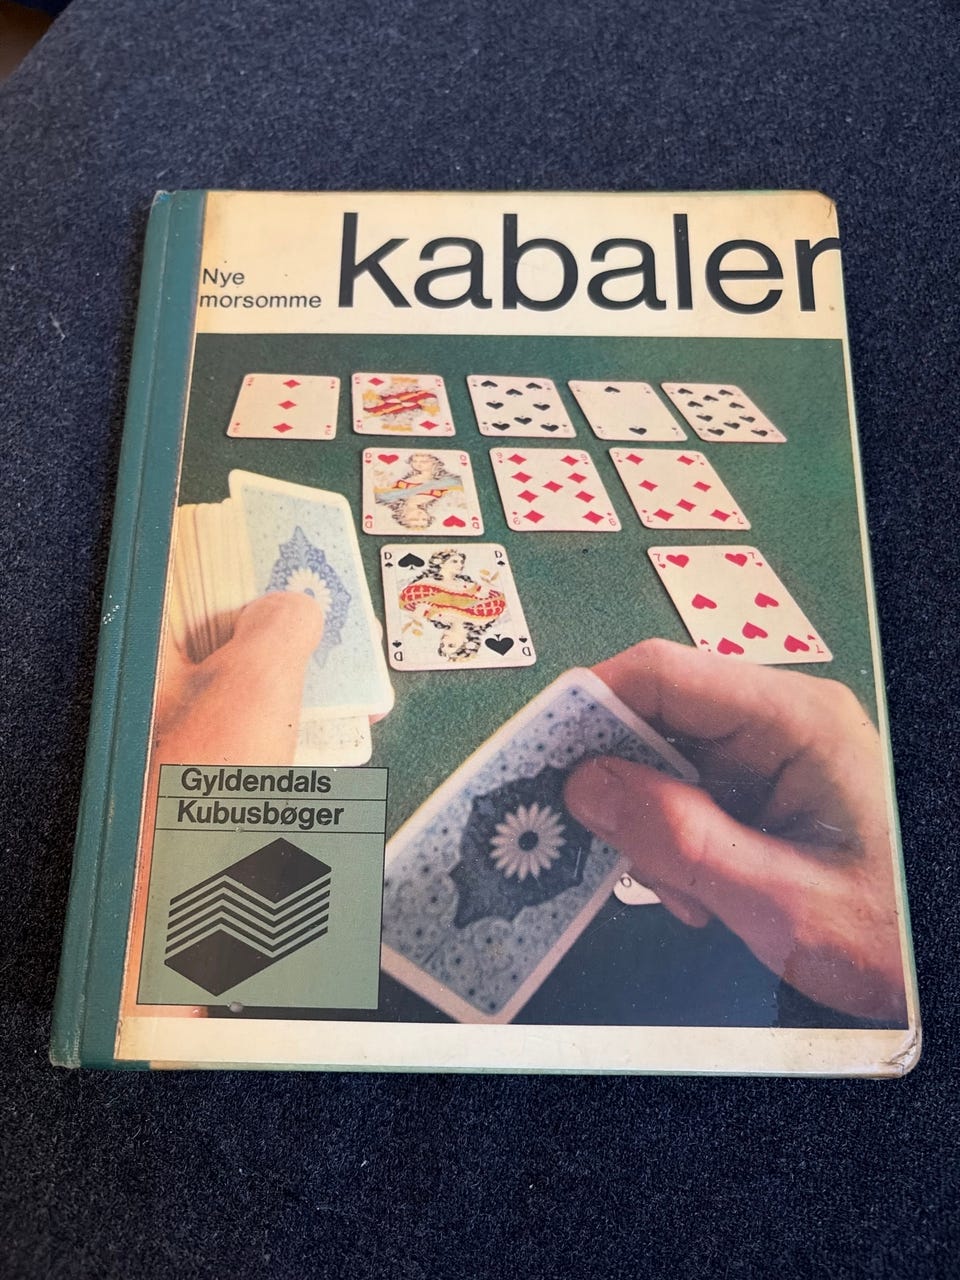 Nye
morsomme
kabaler
Gyldendals
Kubusbøger